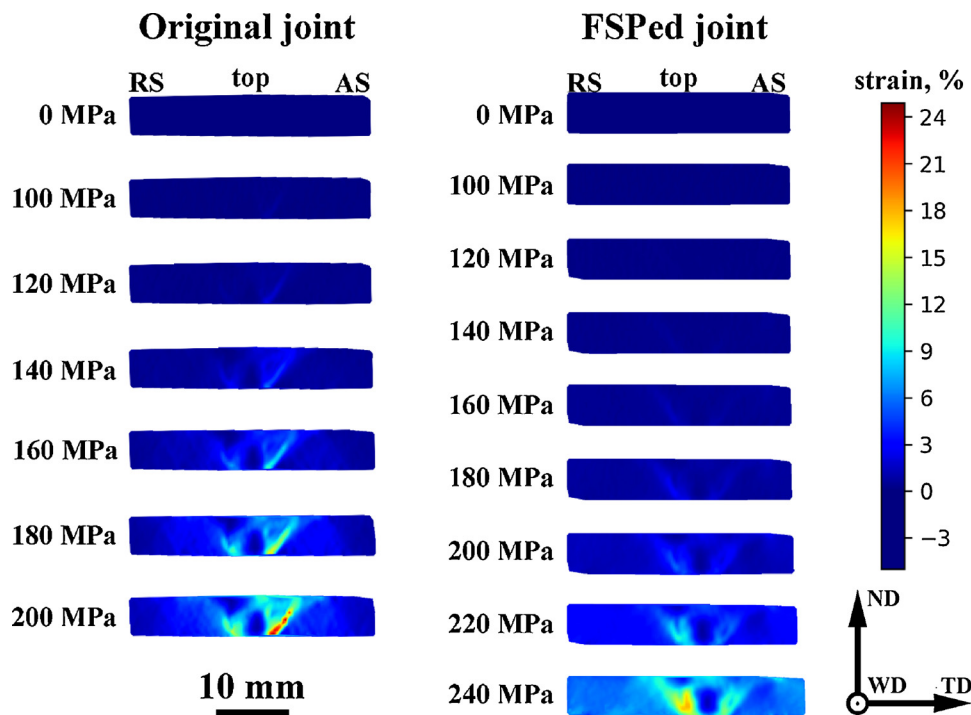 Original joint
RS top AS
0 MPa
100 MPa
120 MPa
140 MPa
160 MPa
180 MPa
200 MPa
10 mm
FSPed joint
RS top AS
0 MPa
100 MPa
120 MPa
140 MPa
160 MPa
180 MPa
200 MPa
220 MPa
240 MPa
strain, %
24
21
18
15
12
9
6
3
0
−3
ND
WD TD